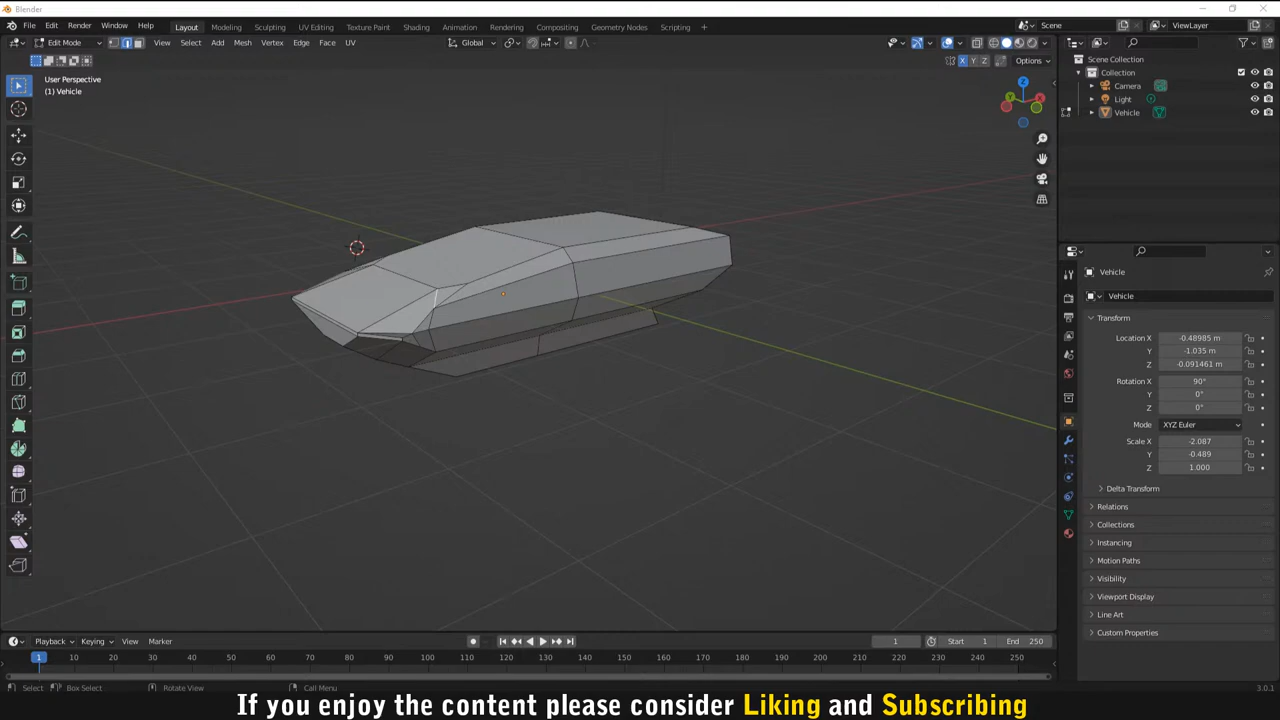 Blender
File Edit Render Window Help Layout Modeling Sculpting UV Editing Texture Paint Shading Animation Rendering Compositing Geometry Nodes Scripting + Scene ViewLayer
Edit Mode View Select Add Mesh Vertex Edge Face UV Global
X Y Z Options
User Perspective
(1) Vehicle
Scene Collection
Collection
Camera
Light
Vehicle
Z
Y
X
Vehicle
Vehicle
Transform
Location X -0.48985 m
Y -1.035 m
Z -0.091461 m
Rotation X 90°
Y 0°
Z 0°
Mode XYZ Euler
Scale X -2.087
Y -0.489
Z 1.000
Delta Transform
Relations
Collections
Instancing
Motion Paths
Visibility
Viewport Display
Line Art
Custom Properties
Playback Keying View Marker 1 Start 1 End 250
1 10 20 30 40 50 60 70 80 90 100 110 120 130 140 150 160 170 180 190 200 210 220 230 240 250
Select Box Select Rotate View Call Menu 3.0.1
If you enjoy the content please consider Liking and Subscribing